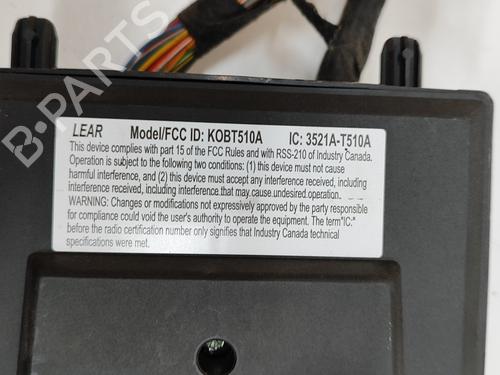 B-PARTS
LEAR Model/FCC ID: KOBT510A IC: 3521A-T510A
This device complies with part 15 of the FCC Rules and with RSS-210 of Industry Canada.
Operation is subject to the following two conditions: (1) this device must not cause
harmful interference, and (2) this device must accept any interference received, including
interference received, including interference that may cause undesired operation.
WARNING: Changes or modifications not expressively approved by the party responsible
for compliance could void the user's authority to operate the equipment. The term"IC:"
before the radio certification number only signifies that Industry Canada technical
specifications were met.